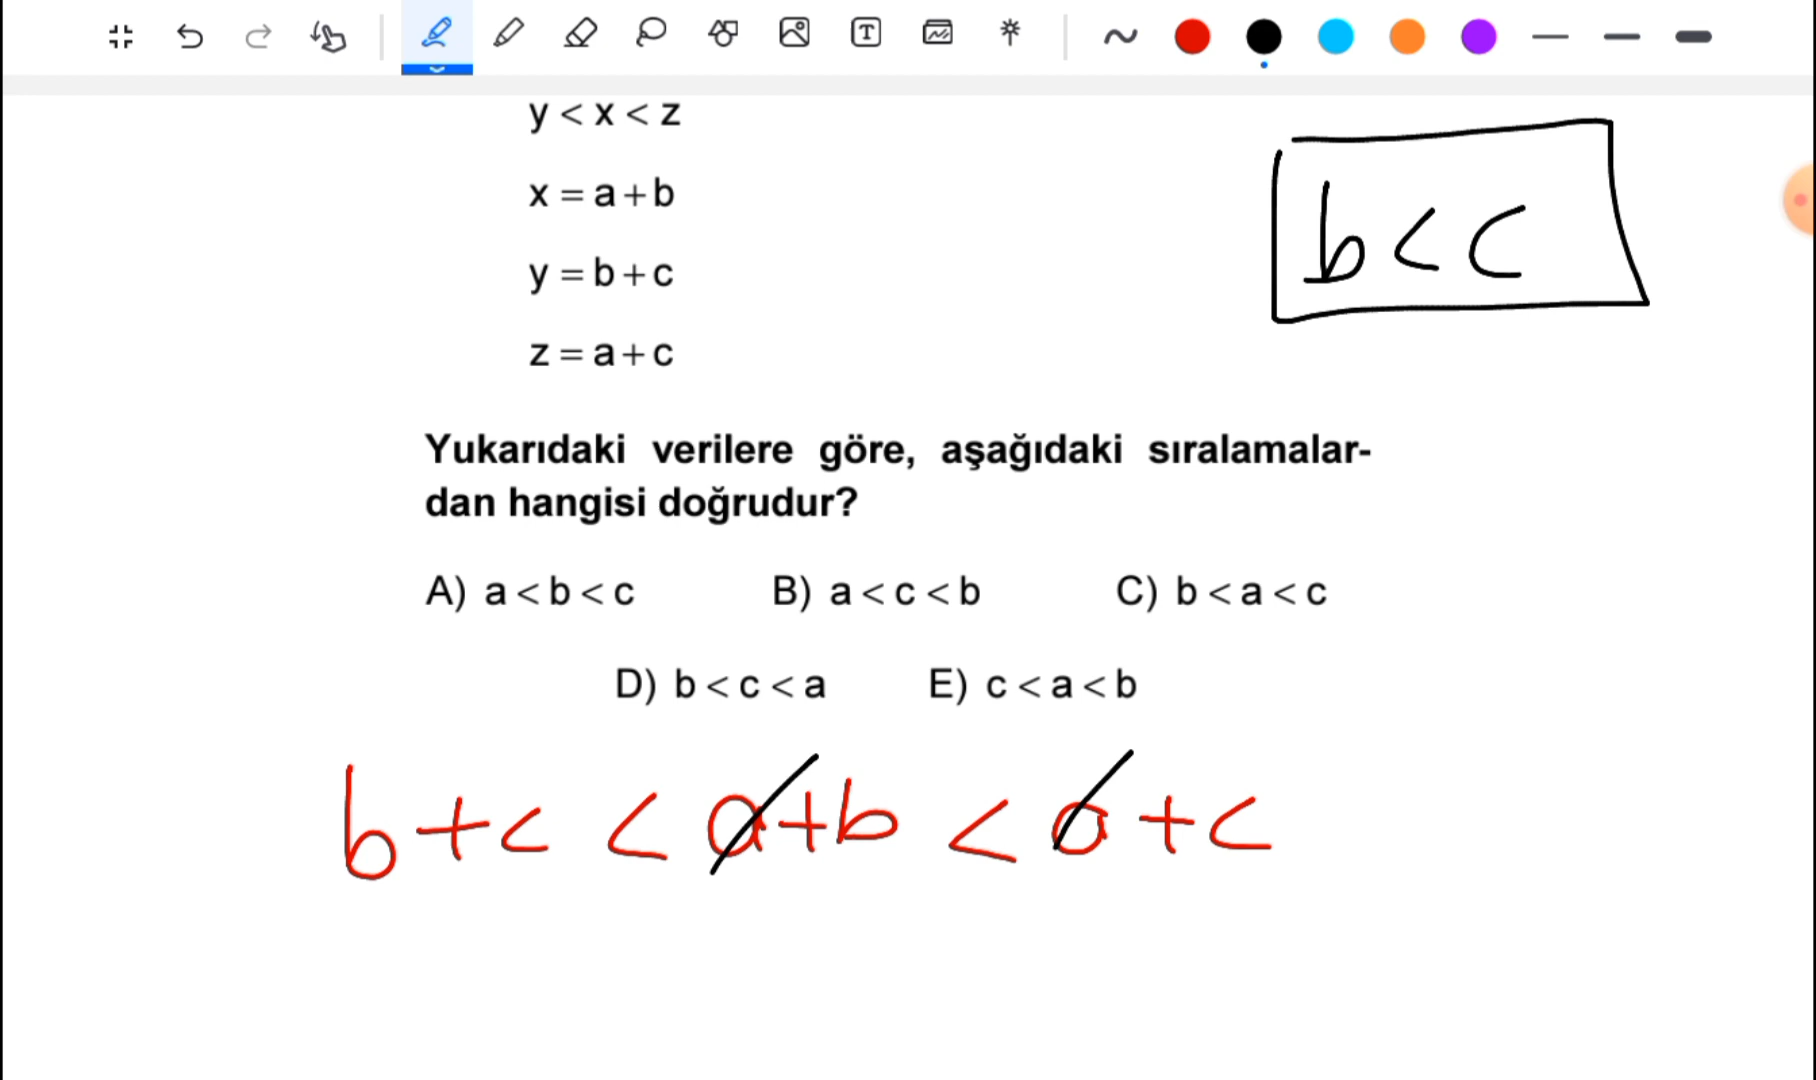 y < x < z
x = a + b
b < c
y = b + c
z = a + c
Yukarıdaki verilere göre, aşağıdaki sıralamalar-
dan hangisi doğrudur?
A) a < b < c B) a < c < b C) b < a < c
D) b < c < a E) c < a < b
b + c < a + b < a + c